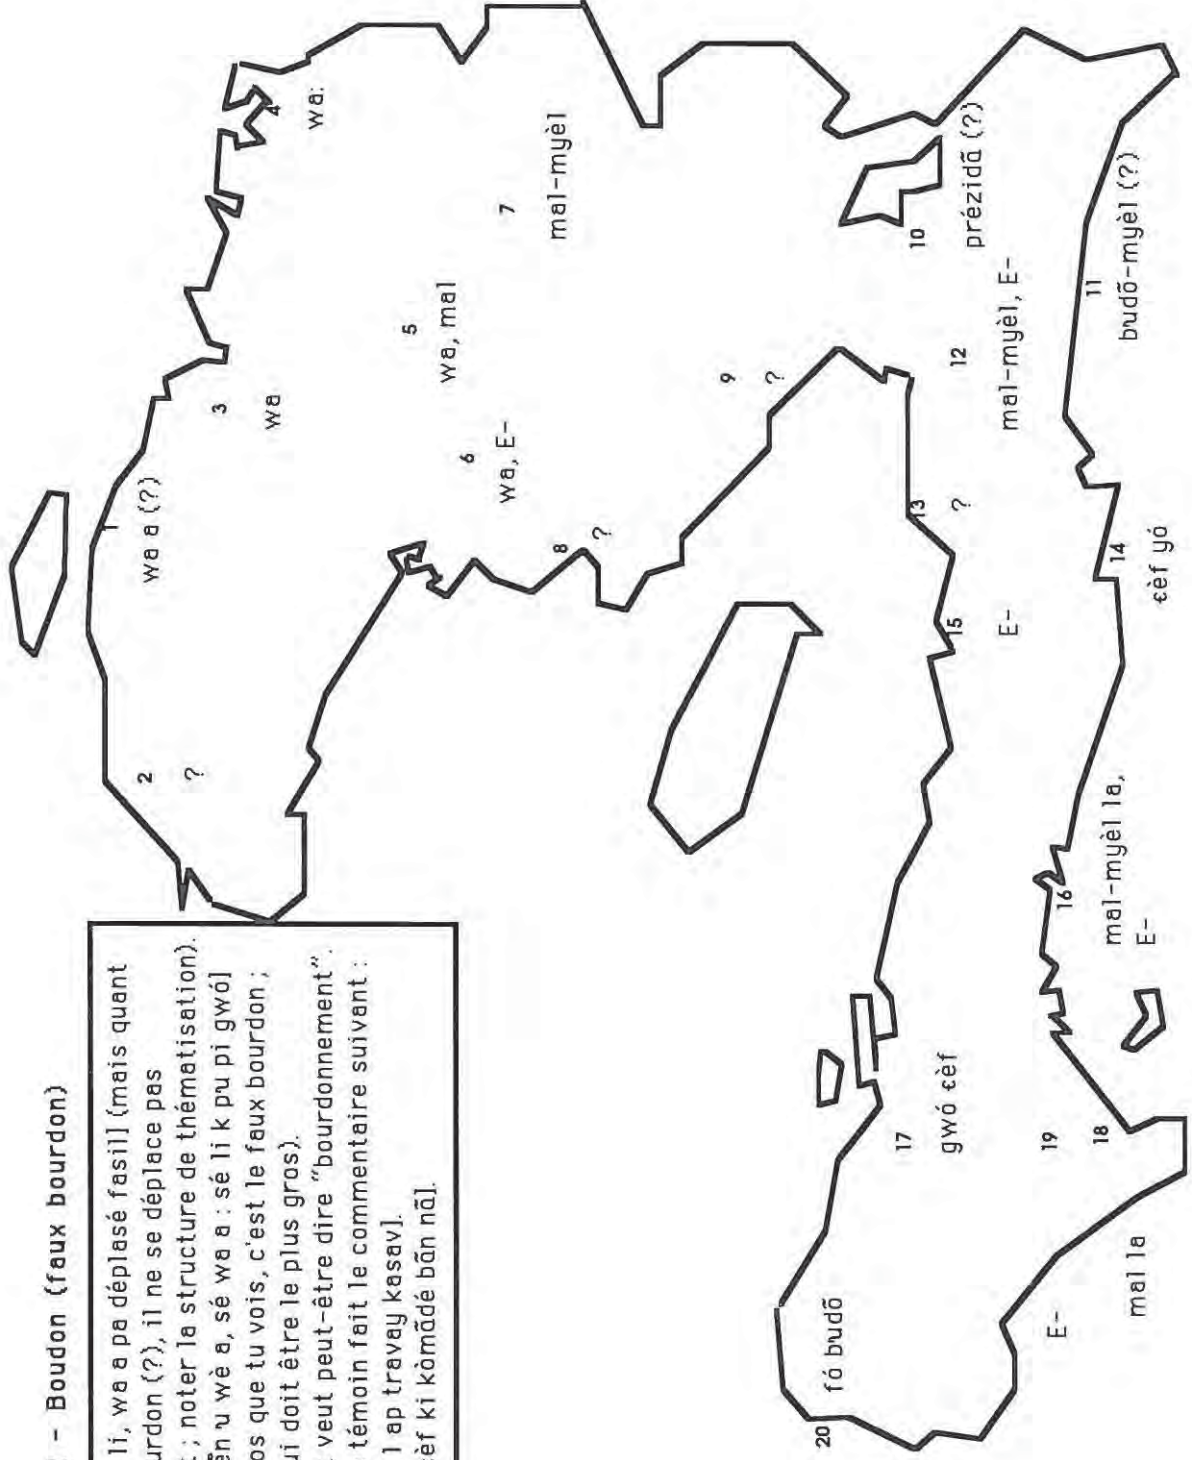 - Boudon (faux bourdon)
li, wa a pa déplasé fasil] (mais quant
(?), il ne se déplace pas
; noter la structure de thématisation).
u wè a, sé wa a : sé li k pu pi gwó]
que tu vois, c'est le faux bourdon ;
doit être le plus gros).
veut peut-être dire "bourdonnement".
témoin fait le commentaire suivant :
l ap travay kasav].
ki kòmãdé bãn nã].
1
wa a (?)
2
?
3
wa
4
wa:
5
wa, mal
6
wa, E-
7
mal-myèl
8
?
9
?
10
prézidã (?)
11
budõ-myèl (?)
12
mal-myèl, E-
13
?
14
ɛèf yó
15
E-
16
mal-myèl la,
E-
17
gwó ɛèf
18
mal la
19
E-
20
fó budõ